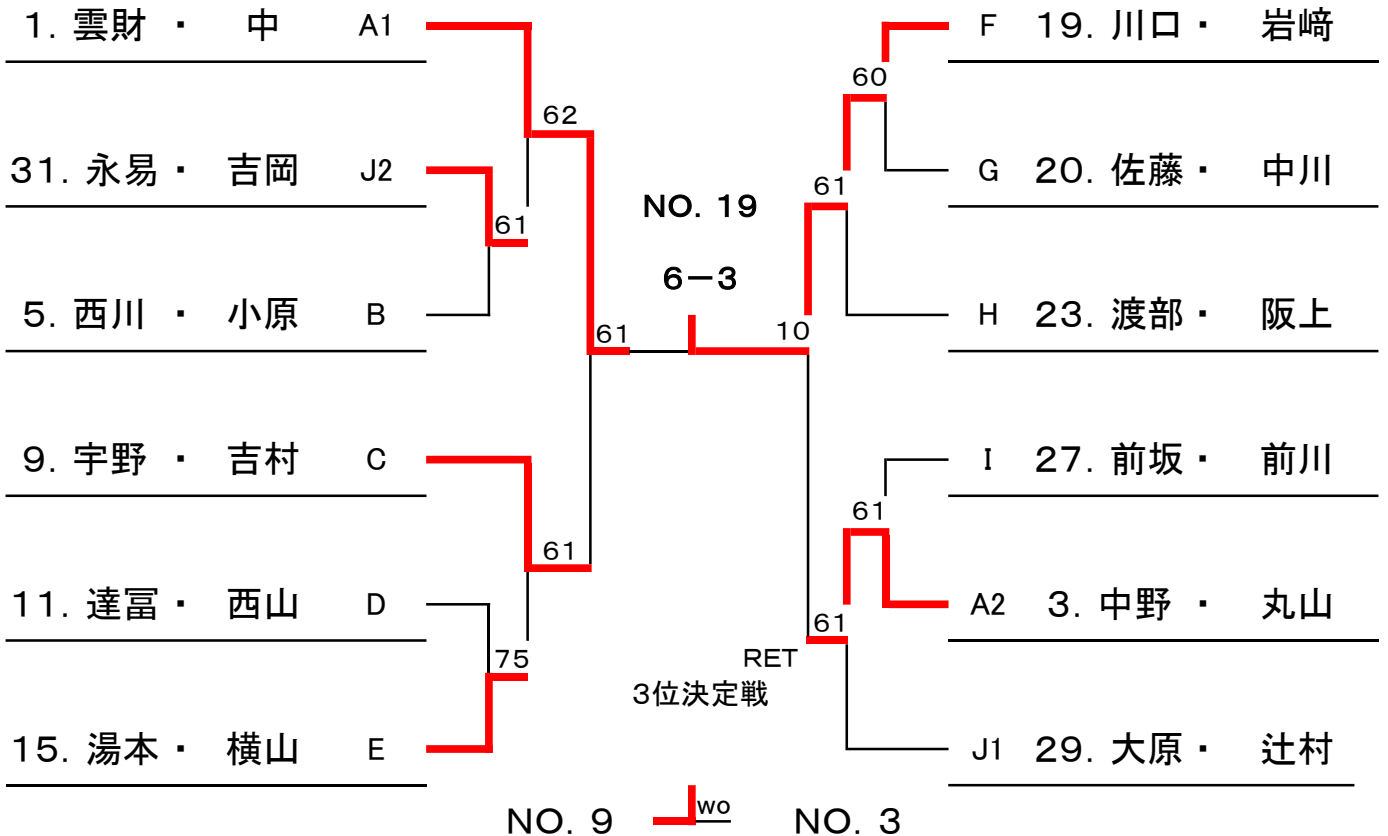 1. 雲財 ・ 中 A1
62
31. 永易 ・ 吉岡 J2
61
5. 西川 ・ 小原 B
61
9. 宇野 ・ 吉村 C
61
11. 達冨 ・ 西山 D
75
15. 湯本 ・ 横山 E
NO. 19
6－3
F 19. 川口 ・ 岩﨑
60
G 20. 佐藤 ・ 中川
61
H 23. 渡部 ・ 阪上
10
I 27. 前坂 ・ 前川
61
A2 3. 中野 ・ 丸山
61
RET
J1 29. 大原 ・ 辻村
3位決定戦
NO. 9 wo NO. 3